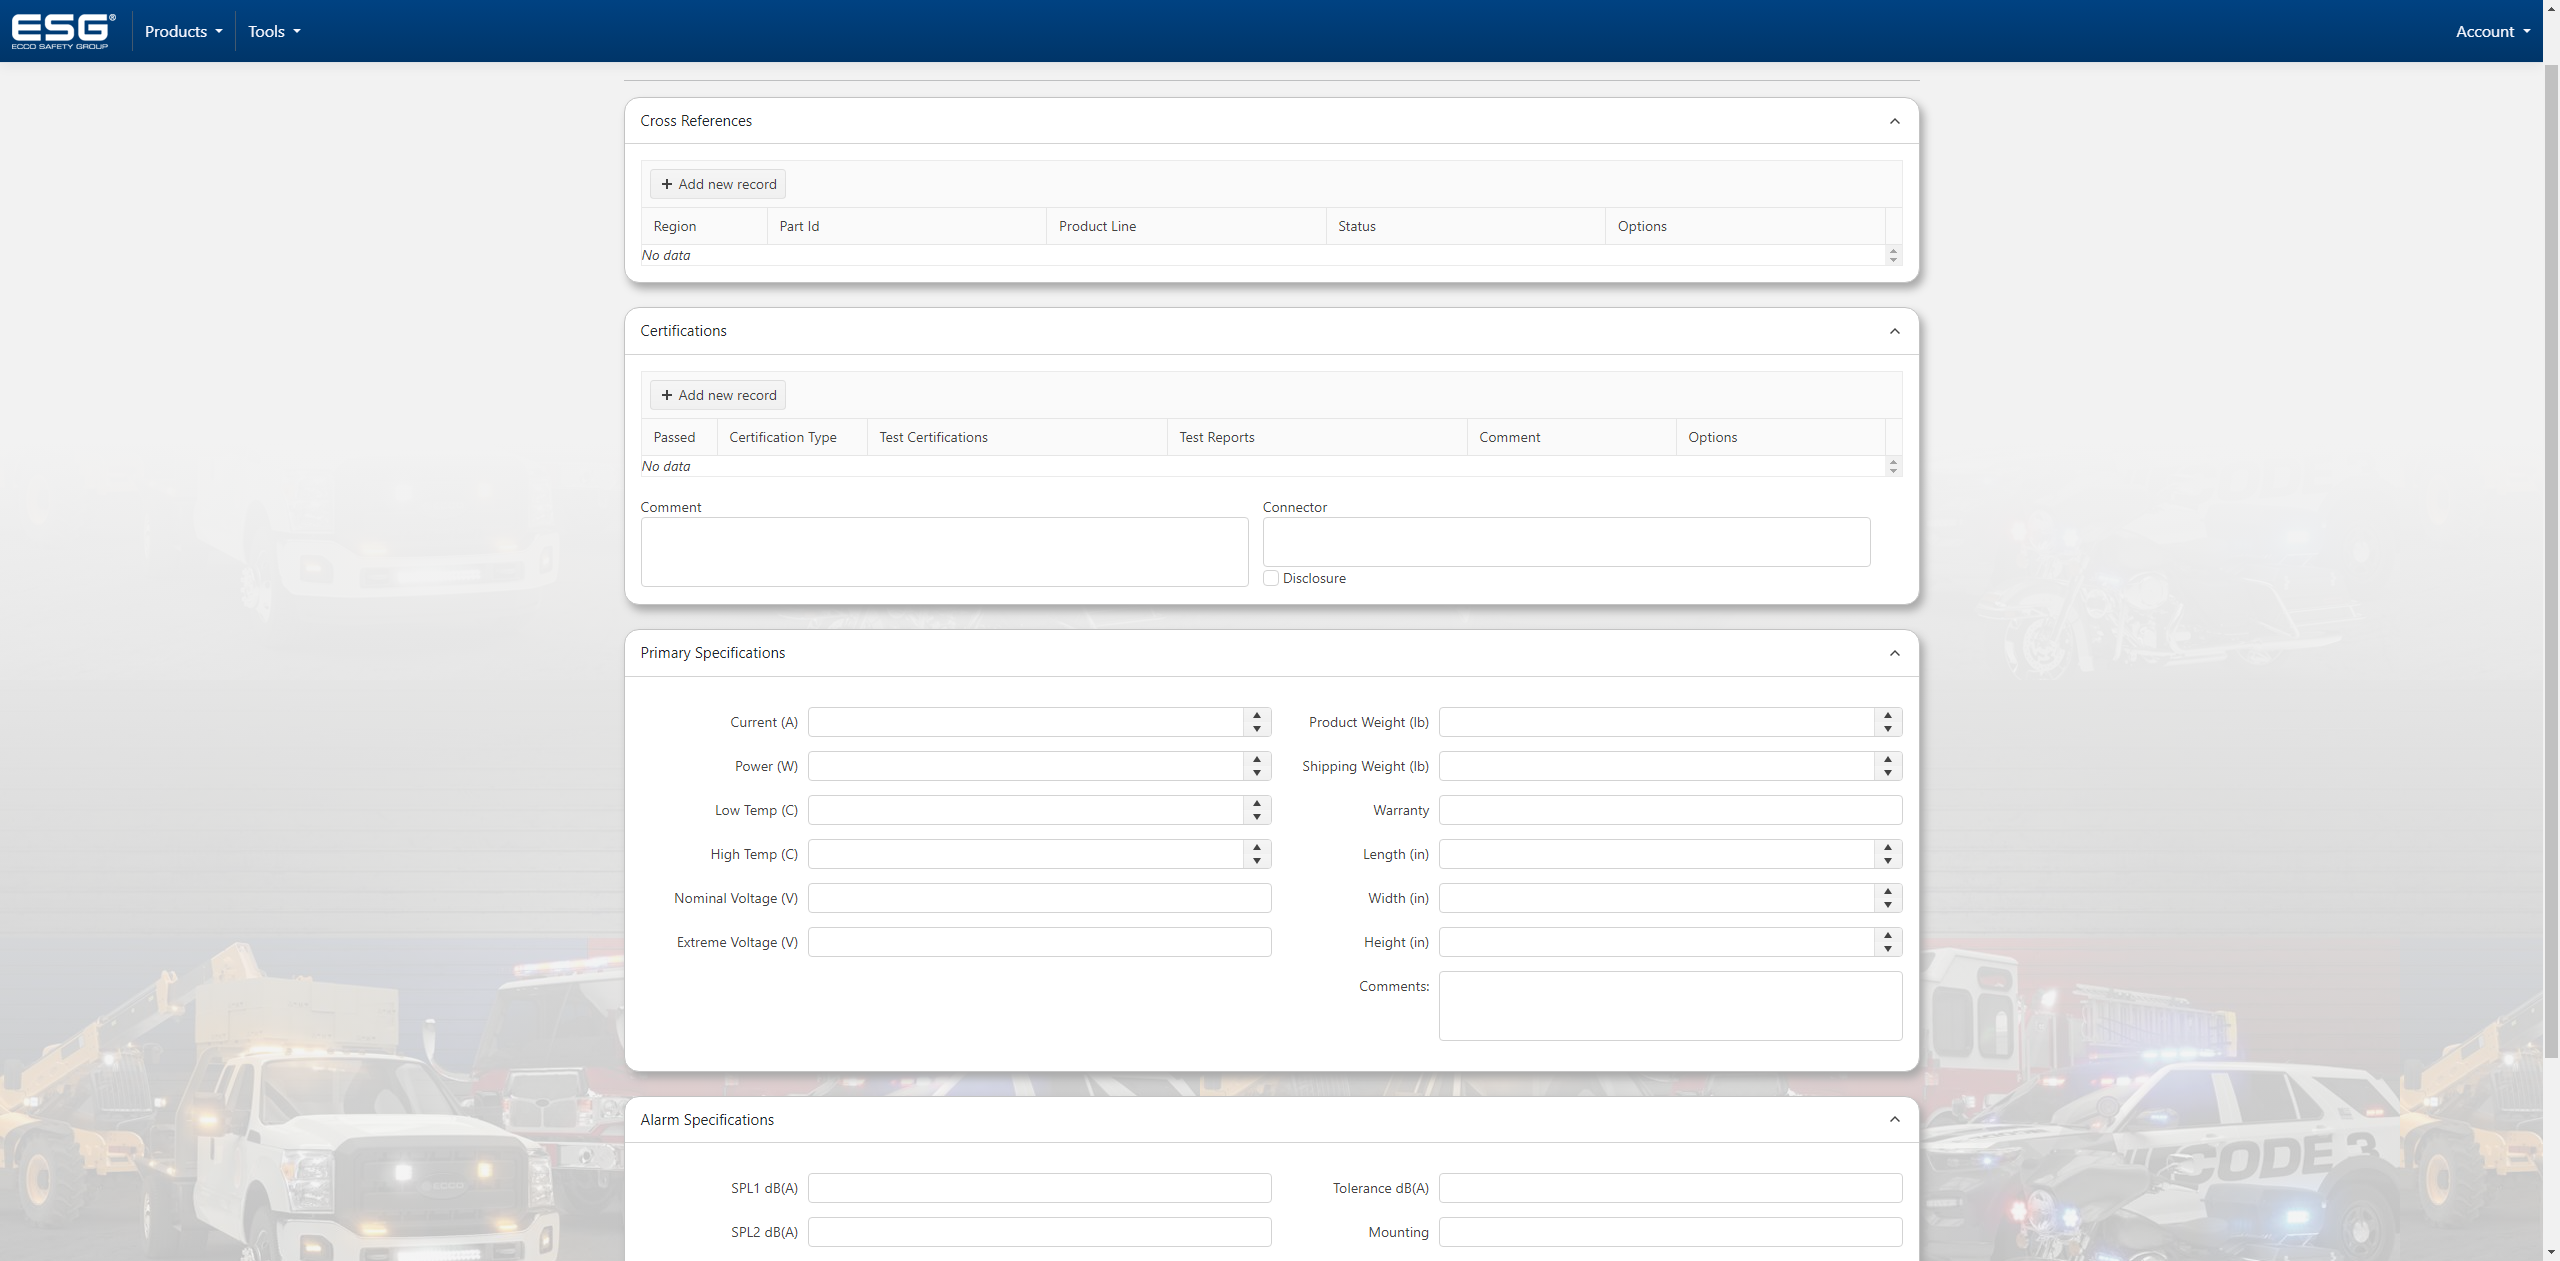 ESG®
ECCO SAFETY GROUP
Products
Tools
Account
Cross References
+ Add new record
Region Part Id Product Line Status Options
No data
Certifications
+ Add new record
Passed Certification Type Test Certifications Test Reports Comment Options
No data
Comment Connector
Disclosure
Primary Specifications
Current (A) Product Weight (lb)
Power (W) Shipping Weight (lb)
Low Temp (C) Warranty
High Temp (C) Length (in)
Nominal Voltage (V) Width (in)
Extreme Voltage (V) Height (in)
Comments:
Alarm Specifications
SPL1 dB(A) Tolerance dB(A)
SPL2 dB(A) Mounting
ECCO
CODE 3